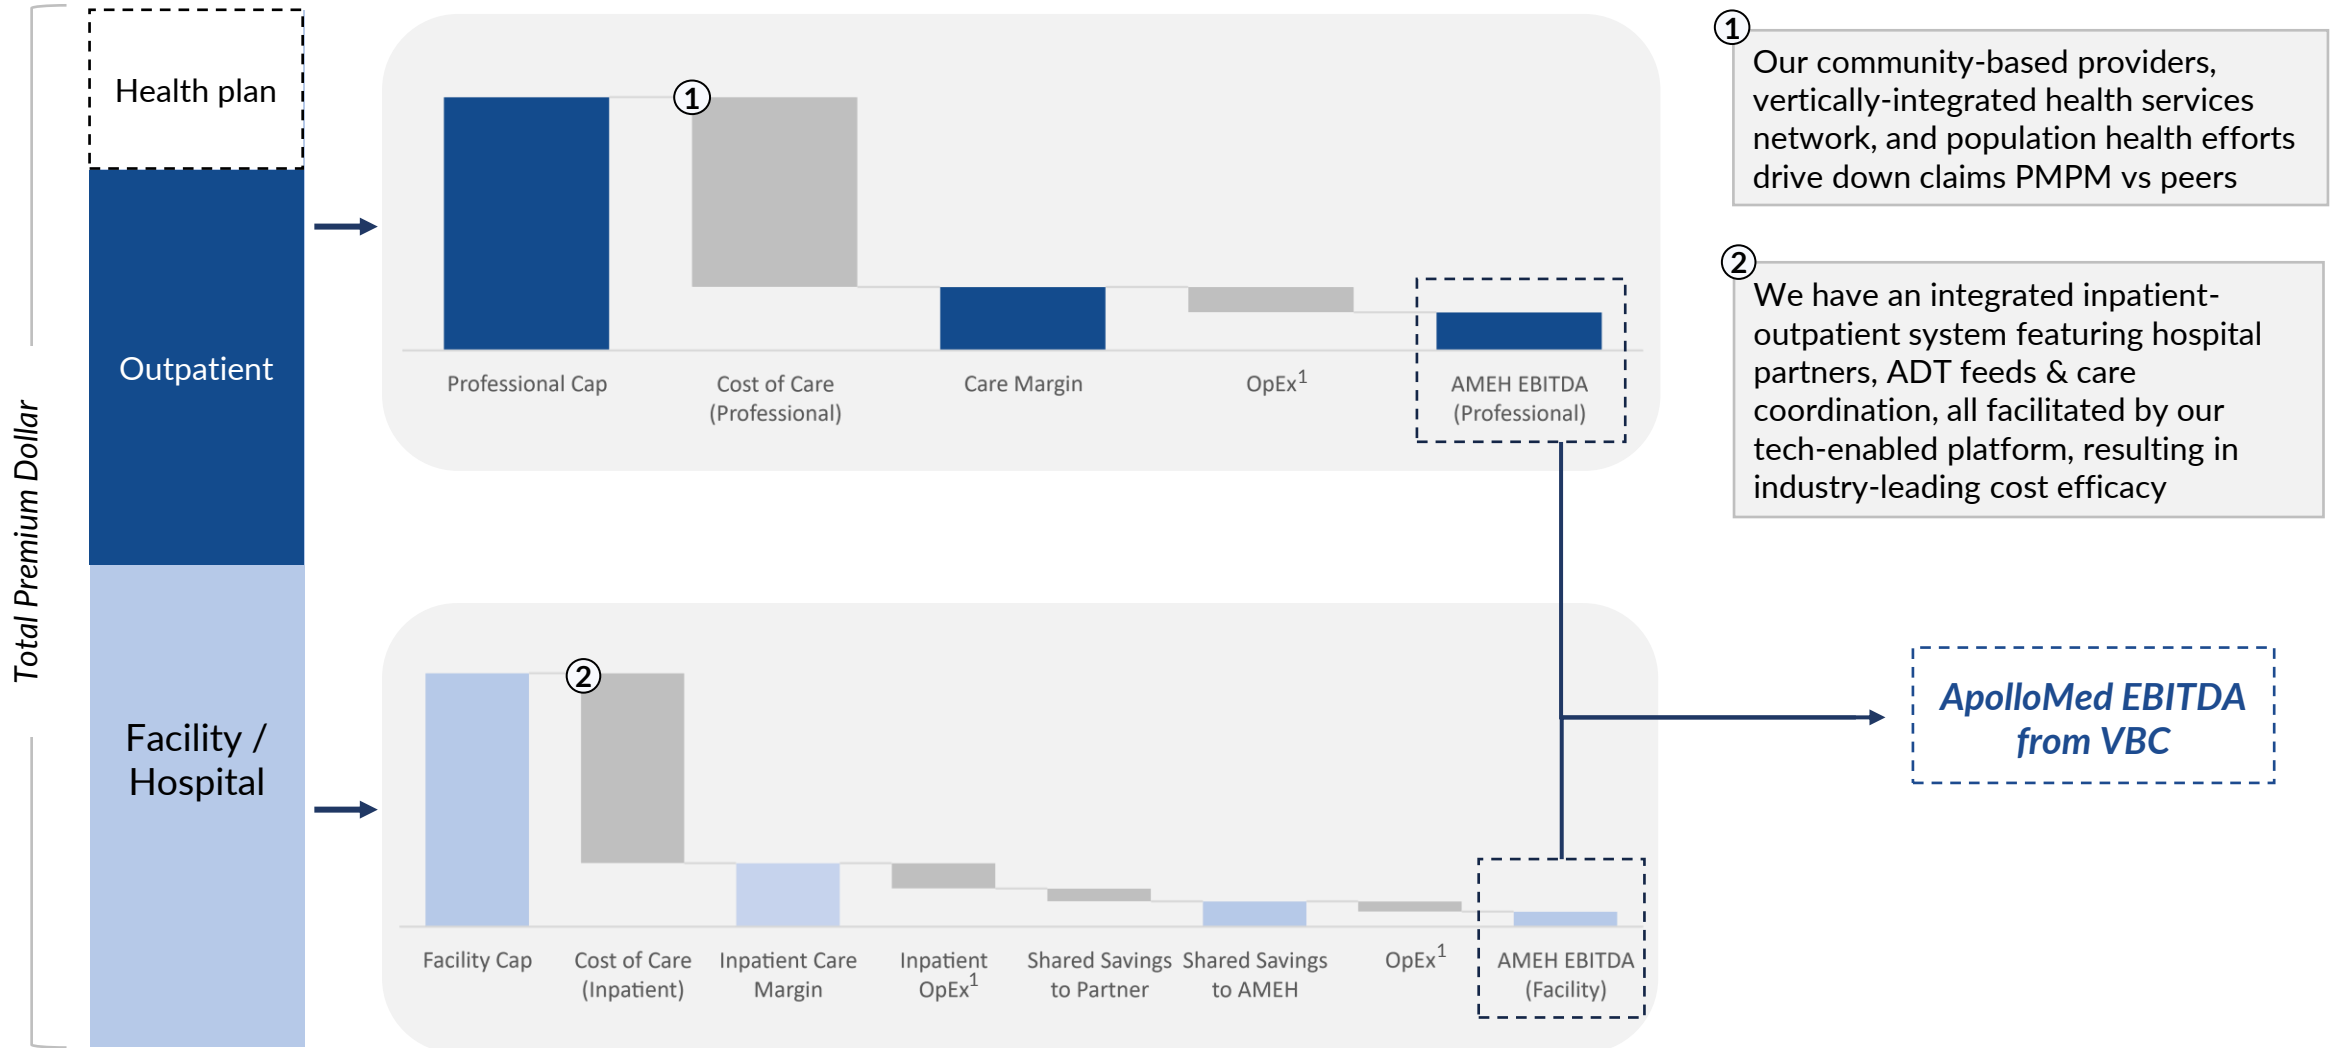 Total Premium Dollar
Health plan
Outpatient
Facility /
Hospital
1
Professional Cap
Cost of Care
(Professional)
Care Margin
OpEx1
AMEH EBITDA
(Professional)
2
Facility Cap
Cost of Care
(Inpatient)
Inpatient Care
Margin
Inpatient
OpEx1
Shared Savings
to Partner
Shared Savings
to AMEH
OpEx1
AMEH EBITDA
(Facility)
1
Our community-based providers,
vertically-integrated health services
network, and population health efforts
drive down claims PMPM vs peers
2
We have an integrated inpatient-
outpatient system featuring hospital
partners, ADT feeds & care
coordination, all facilitated by our
tech-enabled platform, resulting in
industry-leading cost efficacy
ApolloMed EBITDA
from VBC